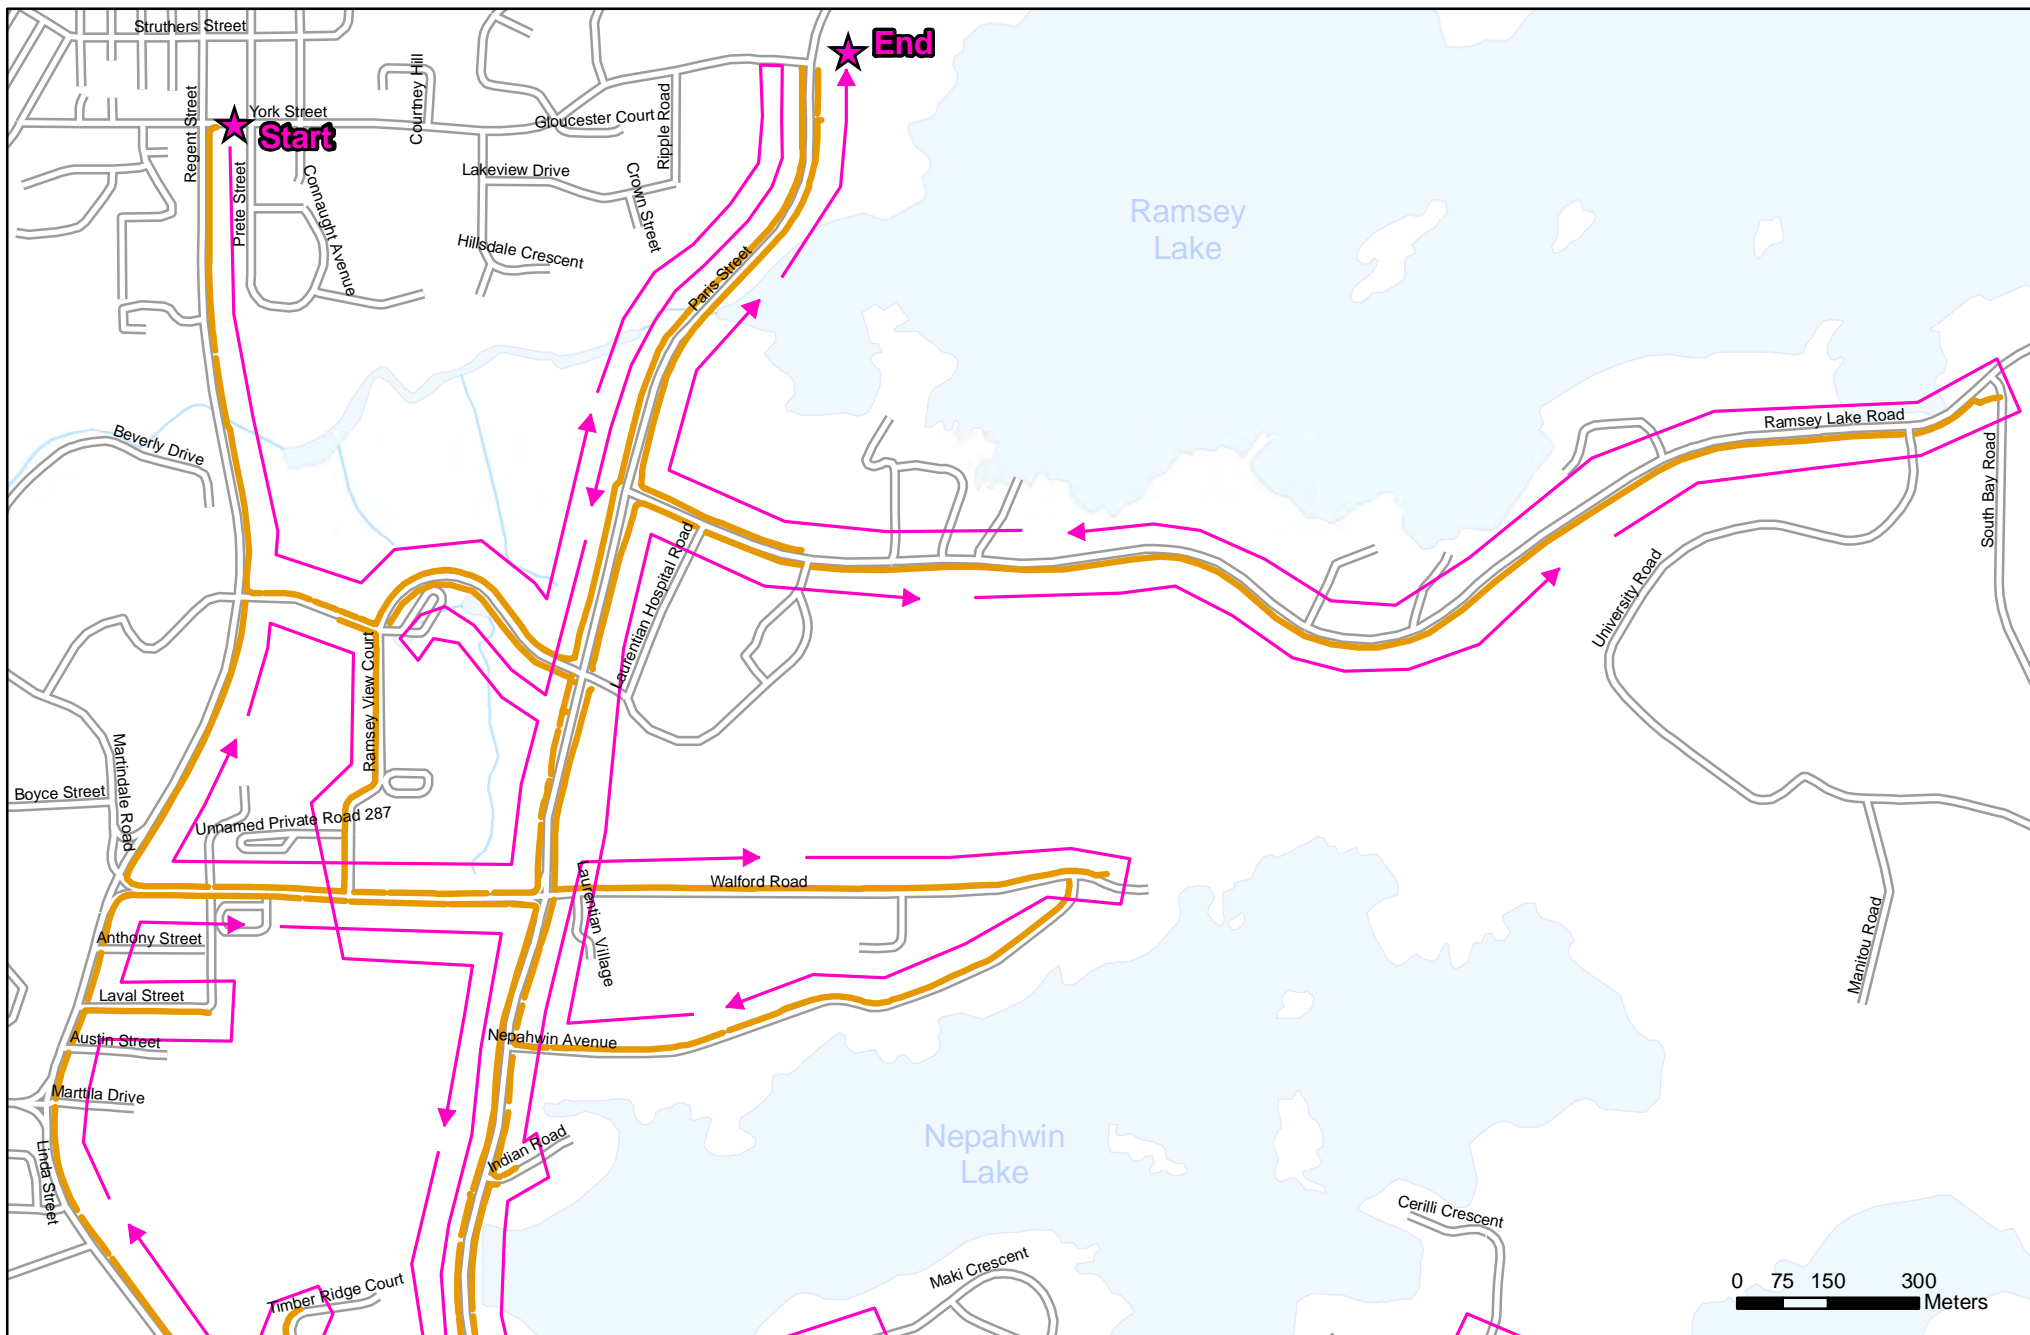 Struthers Street
End
Courtney Hill
Regent Street
York Street
Start
Gloucester Court
Ripple Road
Prete Street
Connaught Avenue
Lakeview Drive
Crown Street
Hillsdale Crescent
Ramsey
Lake
Paris Street
Beverly Drive
Ramsey Lake Road
South Bay Road
Laurentian Hospital Road
University Road
Ramsey View Court
Martindale Road
Boyce Street
Unnamed Private Road 287
Walford Road
Laurentian Village
Anthony Street
Manitou Road
Laval Street
Austin Street
Nepahwin Avenue
Marttila Drive
Indian Road
Nepahwin
Lake
Linda Street
Cerilli Crescent
Maki Crescent
Timber Ridge Court
0 75 150 300
Meters